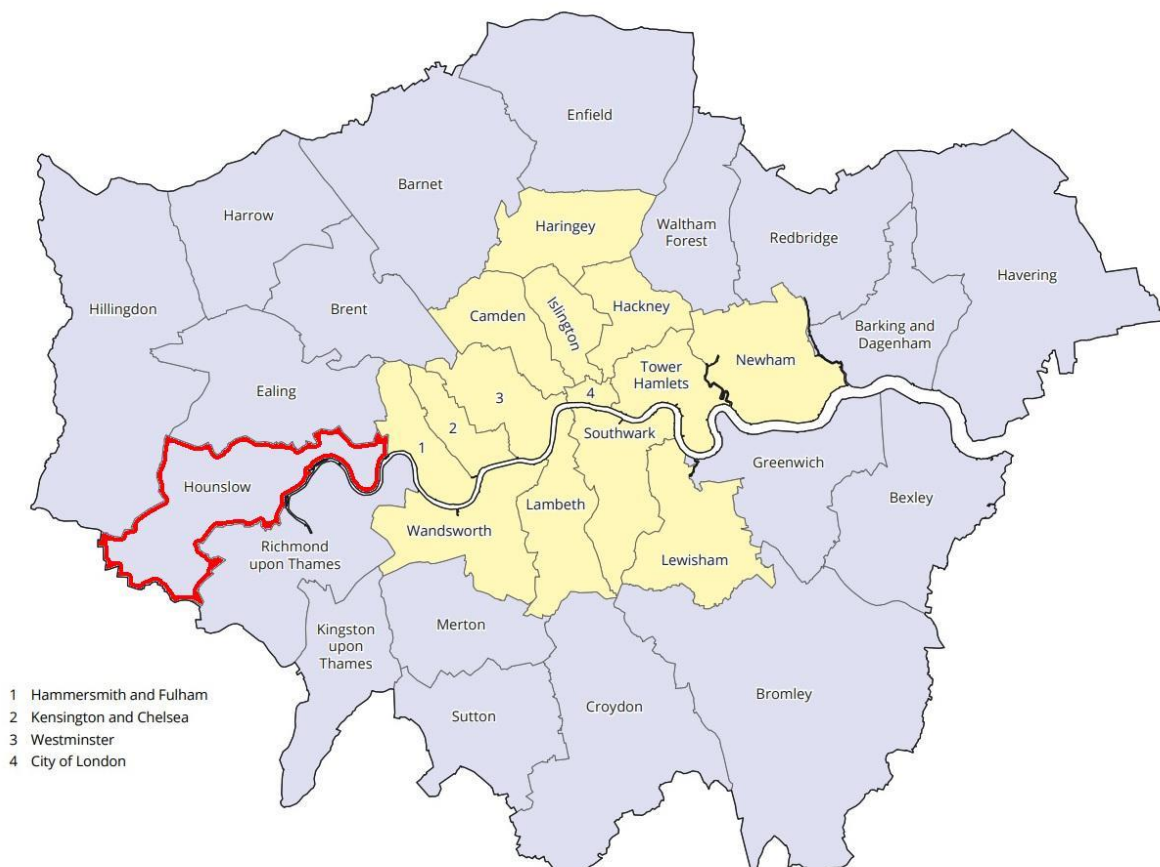 Enfield
Barnet
Harrow
Haringey
Waltham
Forest
Redbridge
Havering
Hillingdon
Brent
Camden
Islington
Hackney
Barking and
Dagenham
Ealing
Tower
Hamlets
Newham
3
4
2
1
Southwark
Greenwich
Hounslow
Bexley
Lambeth
Wandsworth
Richmond
upon Thames
Lewisham
Merton
Kingston
upon
Thames
Bromley
Croydon
Sutton
1 Hammersmith and Fulham
2 Kensington and Chelsea
3 Westminster
4 City of London